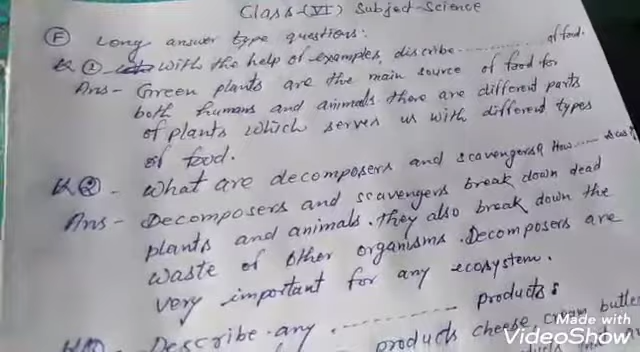 Class-(VI) Subject-Science
(F) Long answer type questions:
Q (1) - With the help of examples, discribe ......... of food.
Ans - Green plants are the main source of food for
both humans and animals. there are different parts
of plants which serves us with different types
of food.
Q (2) - What are decomposers and scavengers? How ......
Ans - Decomposers and scavengers break down dead
plants and animals. they also break down the
waste of other organisms. Decomposers are
very important for any ecosystem.
Describe any ........... products:
products cheese cream
Made with
VideoShow